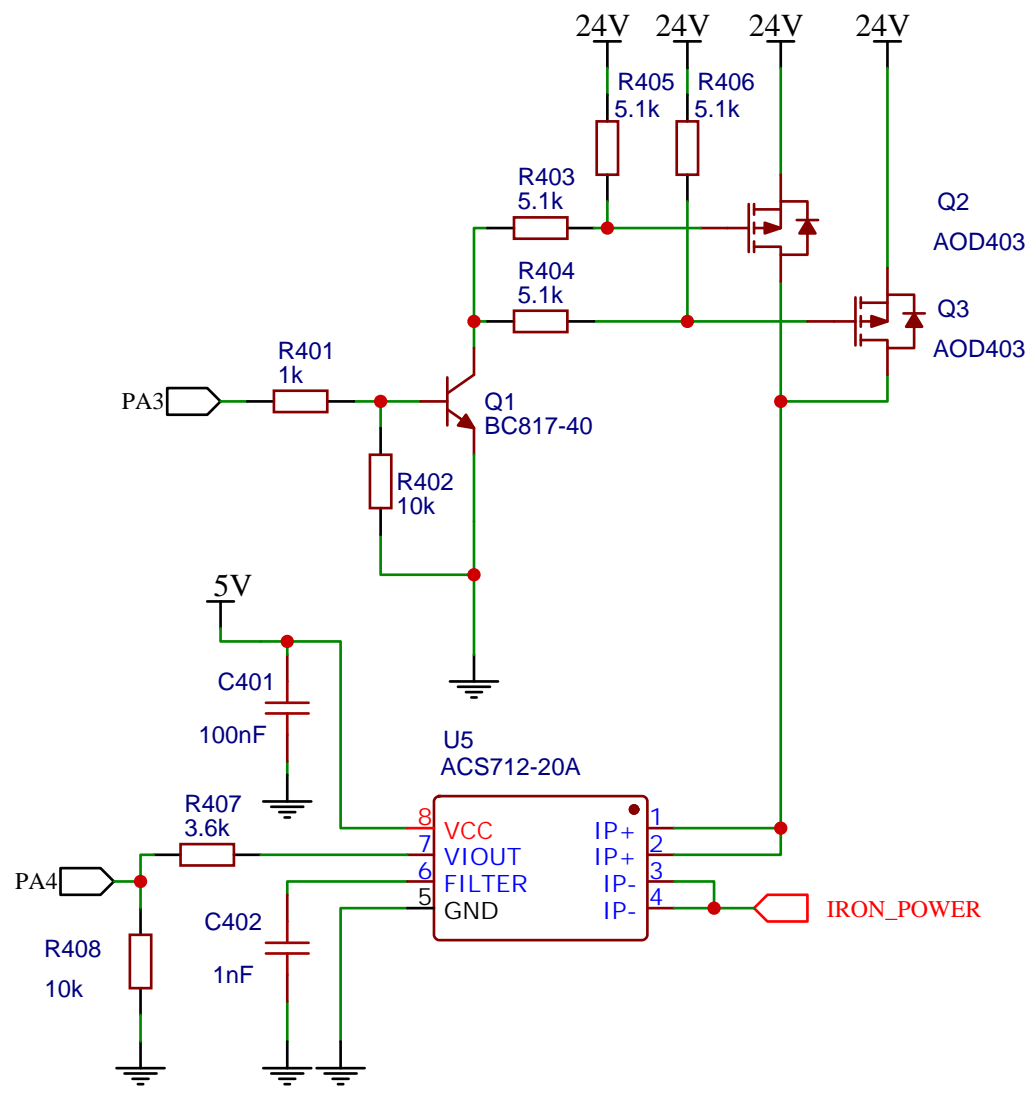 24V 24V 24V 24V
R405 R406
5.1k 5.1k
R403
5.1k
Q2
AOD403
R404
5.1k
Q3
AOD403
R401
1k
PA3
Q1
BC817-40
R402
10k
5V
C401
100nF
U5
ACS712-20A
R407
3.6k
8 VCC IP+ 1
7 VIOUT IP+ 2
6 FILTER IP- 3
5 GND IP- 4
PA4
IRON_POWER
C402
1nF
R408
10k